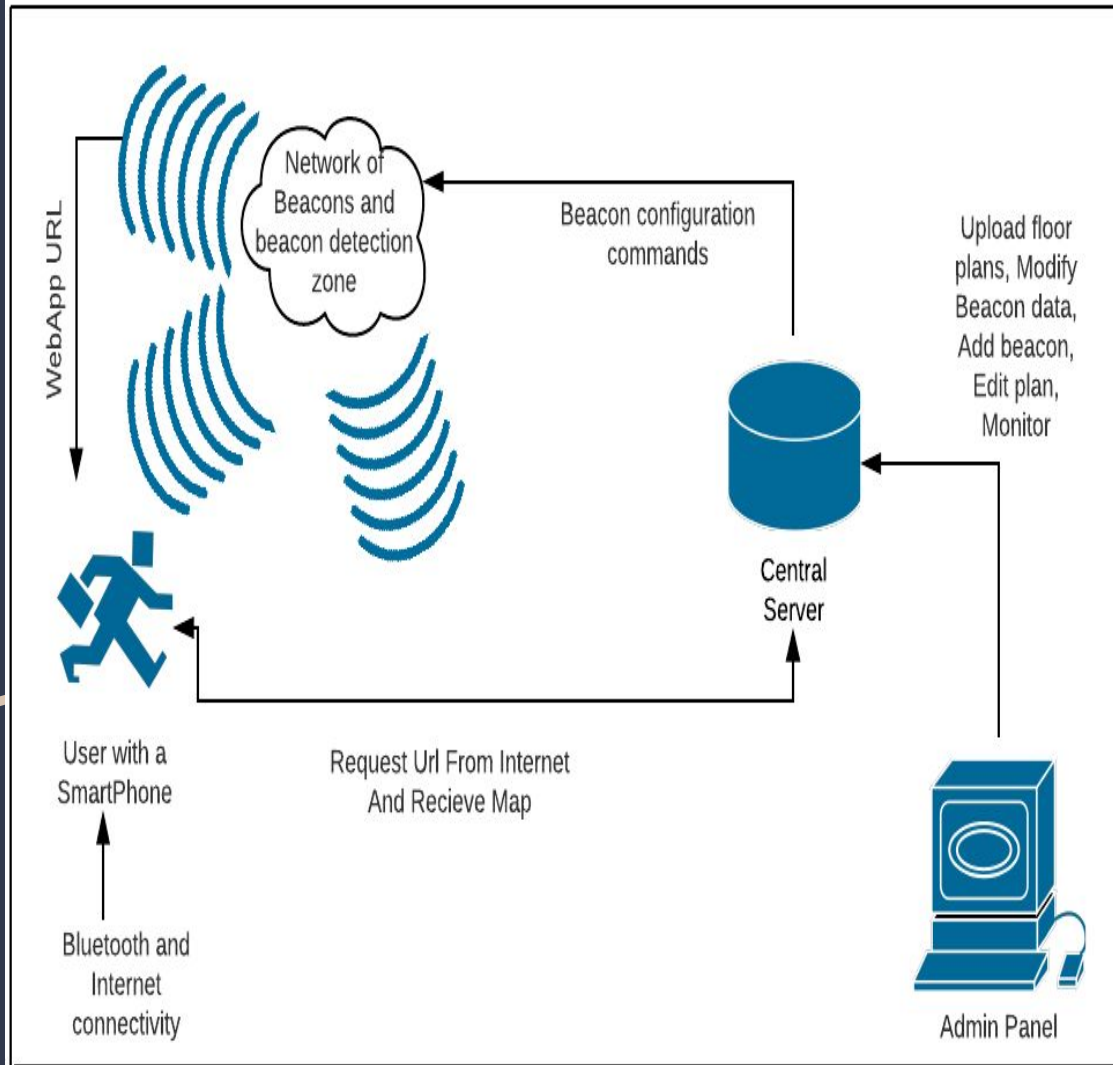 WebApp URL
Network of
Beacons and
beacon detection
zone
Beacon configuration
commands
Upload floor
plans, Modify
Beacon data,
Add beacon,
Edit plan,
Monitor
Central
Server
User with a
SmartPhone
Request Url From Internet
And Recieve Map
Bluetooth and
Internet
connectivity
Admin Panel